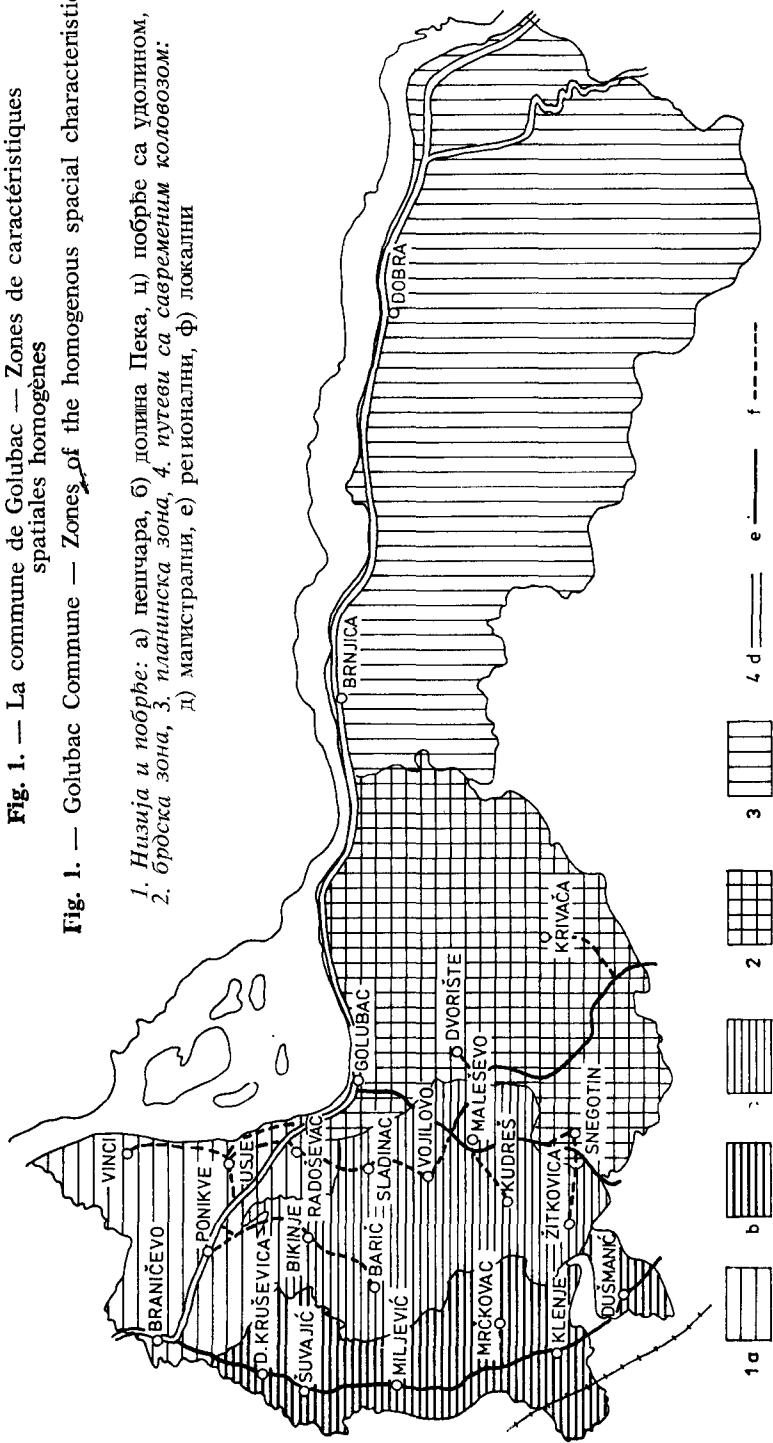 Fig. 1. — La commune de Golubac — Zones de caractéristiques
spatiales homogènes
Fig. 1. — Golubac Commune — Zones of the homogenous spacial characteristic
1. Низија и побрђе: а) пешчара, б) долина Пека, ц) побрђе са удолином,
2. брдска зона, 3. планинска зона, 4. путеви са савременим коловозом:
д) магистрални, е) регионални, ф) локални
VINCI
BRANIČEVO
PONIKVE
USJE
D.KRUŠEVICA
BIKINJE
RADOŠEVAC
SUVAJIĆ
BARIĆ
SLADINAC
GOLUBAC
MILJEVIĆ
VOJILOVO
DVORIŠTE
MALEŠEVO
MRČKOVAC
KUDREŠ
KRIVAČA
KLENJE
ŽITKOVICA
SNEGOTIN
DUŠMANIĆ
BRNJICA
DOBRA
1a
b
2
3
4 d
e
f